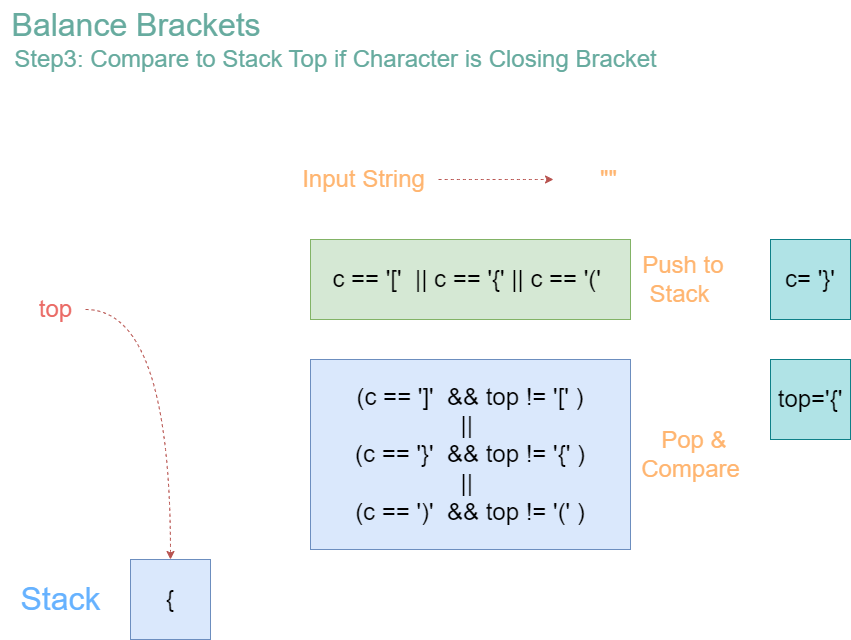 Balance Brackets
Step3: Compare to Stack Top if Character is Closing Bracket
Input String
""
c == '['  || c == '{' || c == '('
Push to
Stack
c= '}'
top
(c == ']'  && top != '[' )
||
(c == '}'  && top != '{' )
||
(c == ')'  && top != '(' )
Pop &
Compare
top='{'
Stack
{